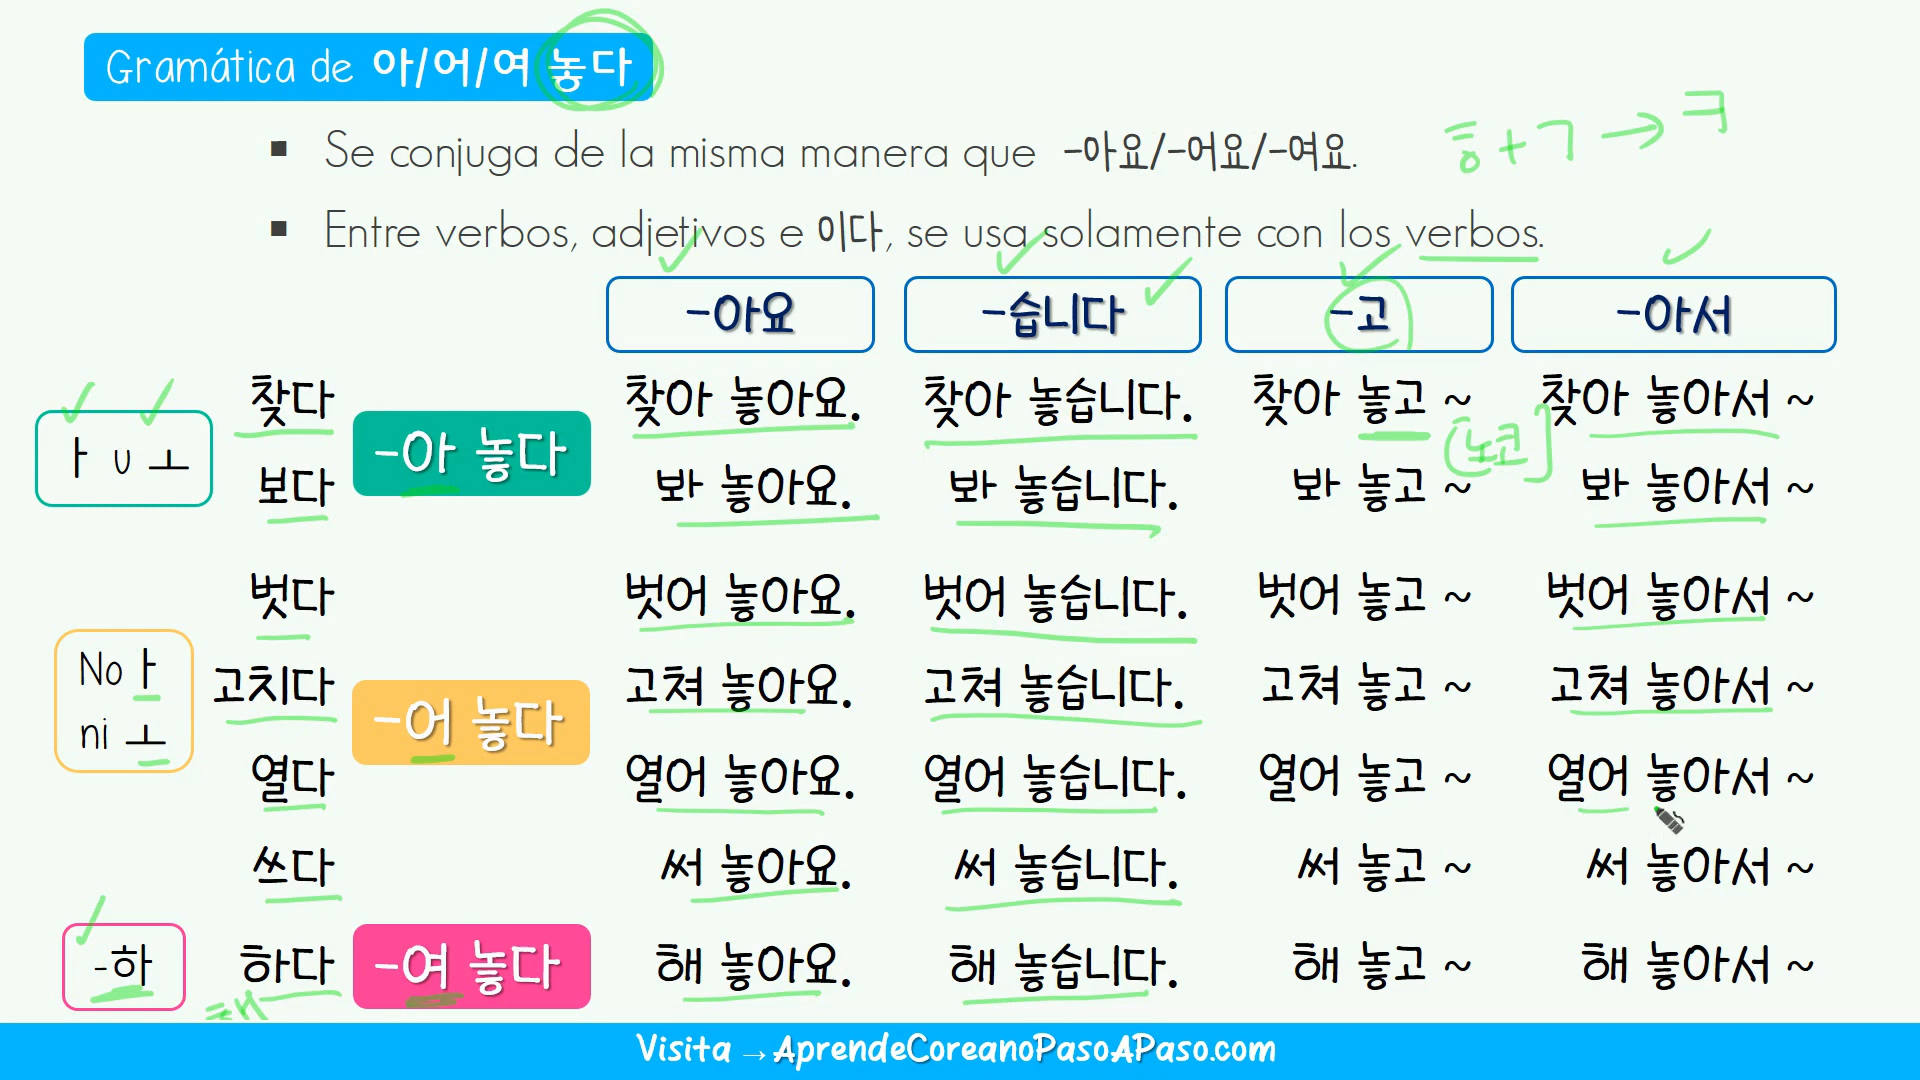 Gramática de 아/어/여 놓다
ㅎ+ㄱ→ㅋ
▪ Se conjuga de la misma manera que -아요/-어요/-여요.
▪ Entre verbos, adjetivos e 이다, se usa solamente con los verbos.
-아요 -습니다 -고 -아서
찾다 찾아 놓아요. 찾아 놓습니다. 찾아 놓고 ~ 찾아 놓아서 ~
ㅏ u ㅗ -아 놓다 [노코]
보다 봐 놓아요. 봐 놓습니다. 봐 놓고 ~ 봐 놓아서 ~
벗다 벗어 놓아요. 벗어 놓습니다. 벗어 놓고 ~ 벗어 놓아서 ~
No ㅏ 고치다 고쳐 놓아요. 고쳐 놓습니다. 고쳐 놓고 ~ 고쳐 놓아서 ~
ni ㅗ -어 놓다
열다 열어 놓아요. 열어 놓습니다. 열어 놓고 ~ 열어 놓아서 ~
쓰다 써 놓아요. 써 놓습니다. 써 놓고 ~ 써 놓아서 ~
-하 하다 -여 놓다 해 놓아요. 해 놓습니다. 해 놓고 ~ 해 놓아서 ~
해
Visita →AprendeCoreanoPasoAPaso.com